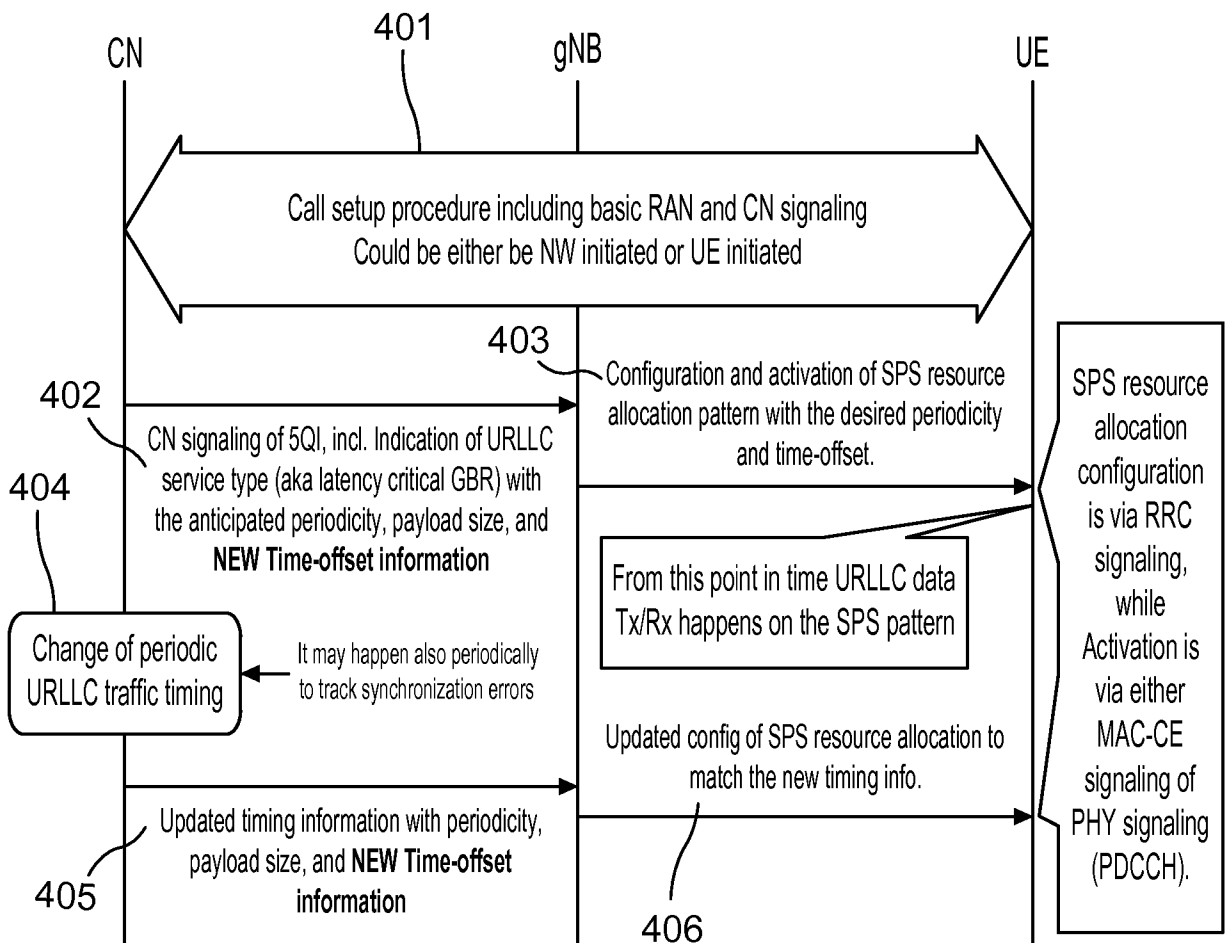 401
CN
gNB
UE
Call setup procedure including basic RAN and CN signaling
Could be either be NW initiated or UE initiated
403
Configuration and activation of SPS resource
allocation pattern with the desired periodicity
and time-offset.
402
CN signaling of 5QI, incl. Indication of URLLC
service type (aka latency critical GBR) with
the anticipated periodicity, payload size, and
NEW Time-offset information
404
From this point in time URLLC data
Tx/Rx happens on the SPS pattern
Change of periodic
URLLC traffic timing
It may happen also periodically
to track synchronization errors
Updated config of SPS resource allocation to
match the new timing info.
406
Updated timing information with periodicity,
payload size, and NEW Time-offset
information
405
SPS resource
allocation
configuration
is via RRC
signaling,
while
Activation is
via either
MAC-CE
signaling of
PHY signaling
(PDCCH).